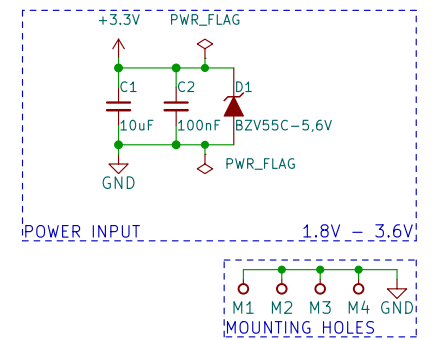 +3.3V PWR_FLAG
C1 C2 D1
10uF 100nF BZV55C-5,6V
PWR_FLAG
GND
POWER INPUT 1.8V - 3.6V
M1 M2 M3 M4 GND
MOUNTING HOLES